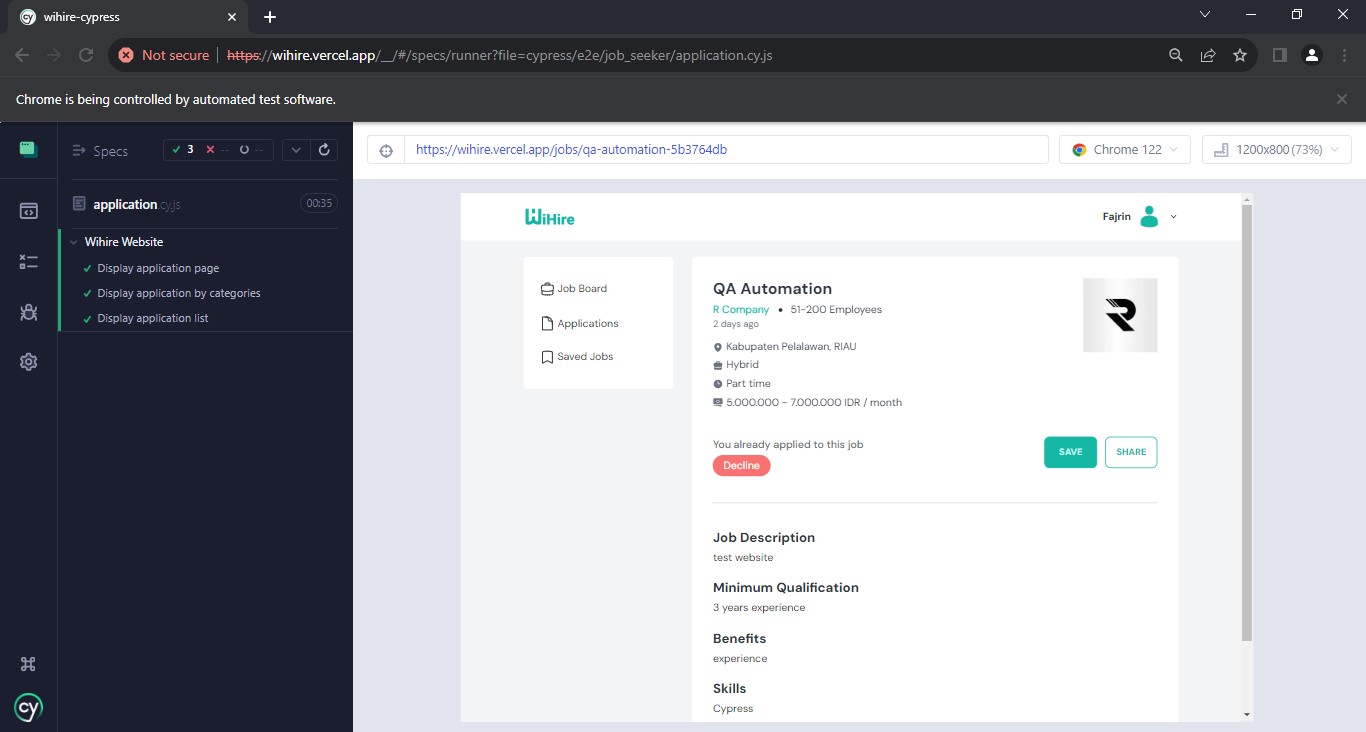 wihire-cypress
Not secure
https://wihire.vercel.app/__/#/specs/runner?file=cypress/e2e/job_seeker/application.cy.js
Chrome is being controlled by automated test software.
Specs
3 -- --
https://wihire.vercel.app/jobs/qa-automation-5b3764db
Chrome 122
1200x800 (73%)
application.cy.js
00:35
Wihire Website
Display application page
Display application by categories
Display application list
cy
WiHire
Fajrin
Job Board
Applications
Saved Jobs
QA Automation
R Company • 51-200 Employees
2 days ago
Kabupaten Pelalawan, RIAU
Hybrid
Part time
5.000.000 - 7.000.000 IDR / month
You already applied to this job
Decline
SAVE
SHARE
Job Description
test website
Minimum Qualification
3 years experience
Benefits
experience
Skills
Cypress